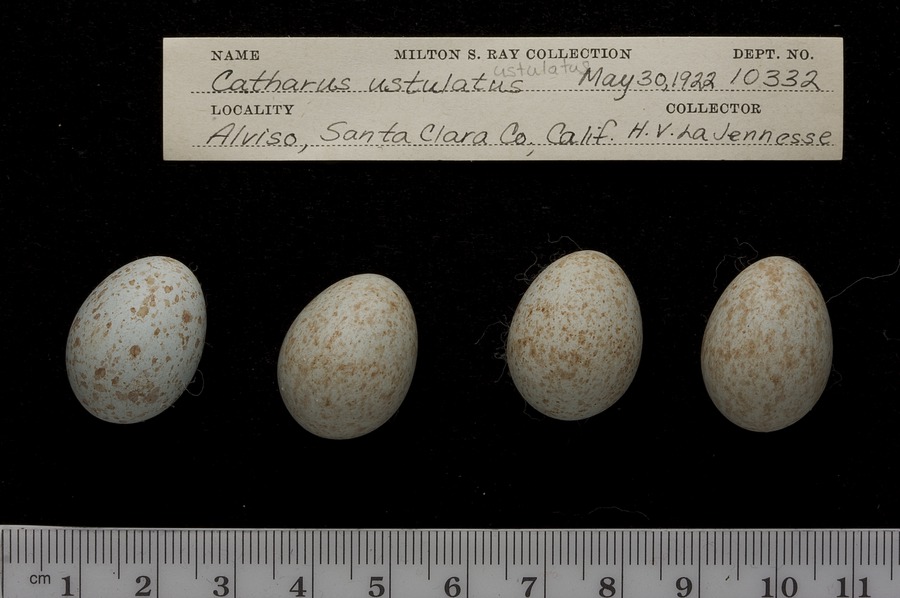 NAME MILTON S. RAY COLLECTION DEPT. NO.
ustulatus
Catharus ustulatus May 30, 1922 10332
LOCALITY COLLECTOR
Alviso, Santa Clara Co., Calif. H. V. La Jennesse
cm 1 2 3 4 5 6 7 8 9 10 11